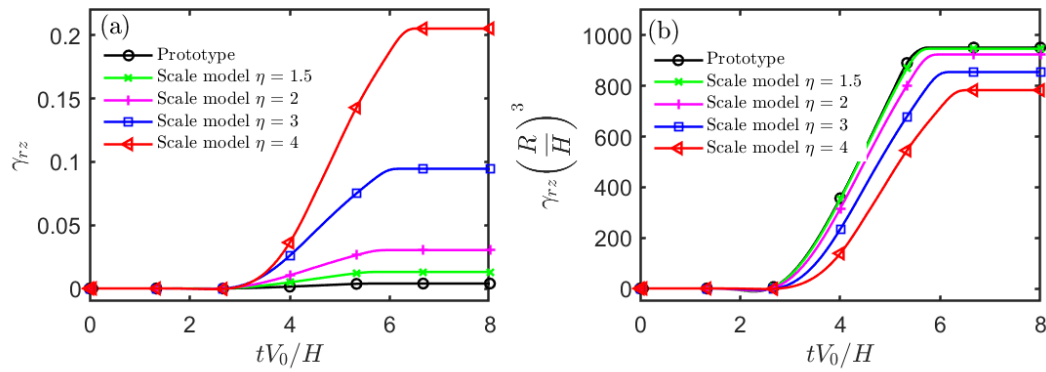 (a)
0.2
0.15
0.1
0.05
0
γrz
Prototype
Scale model η = 1.5
Scale model η = 2
Scale model η = 3
Scale model η = 4
0 2 4 6 8
tV₀/H
(b)
1000
800
600
400
200
0
γrz (R/H)³
Prototype
Scale model η = 1.5
Scale model η = 2
Scale model η = 3
Scale model η = 4
0 2 4 6 8
tV₀/H